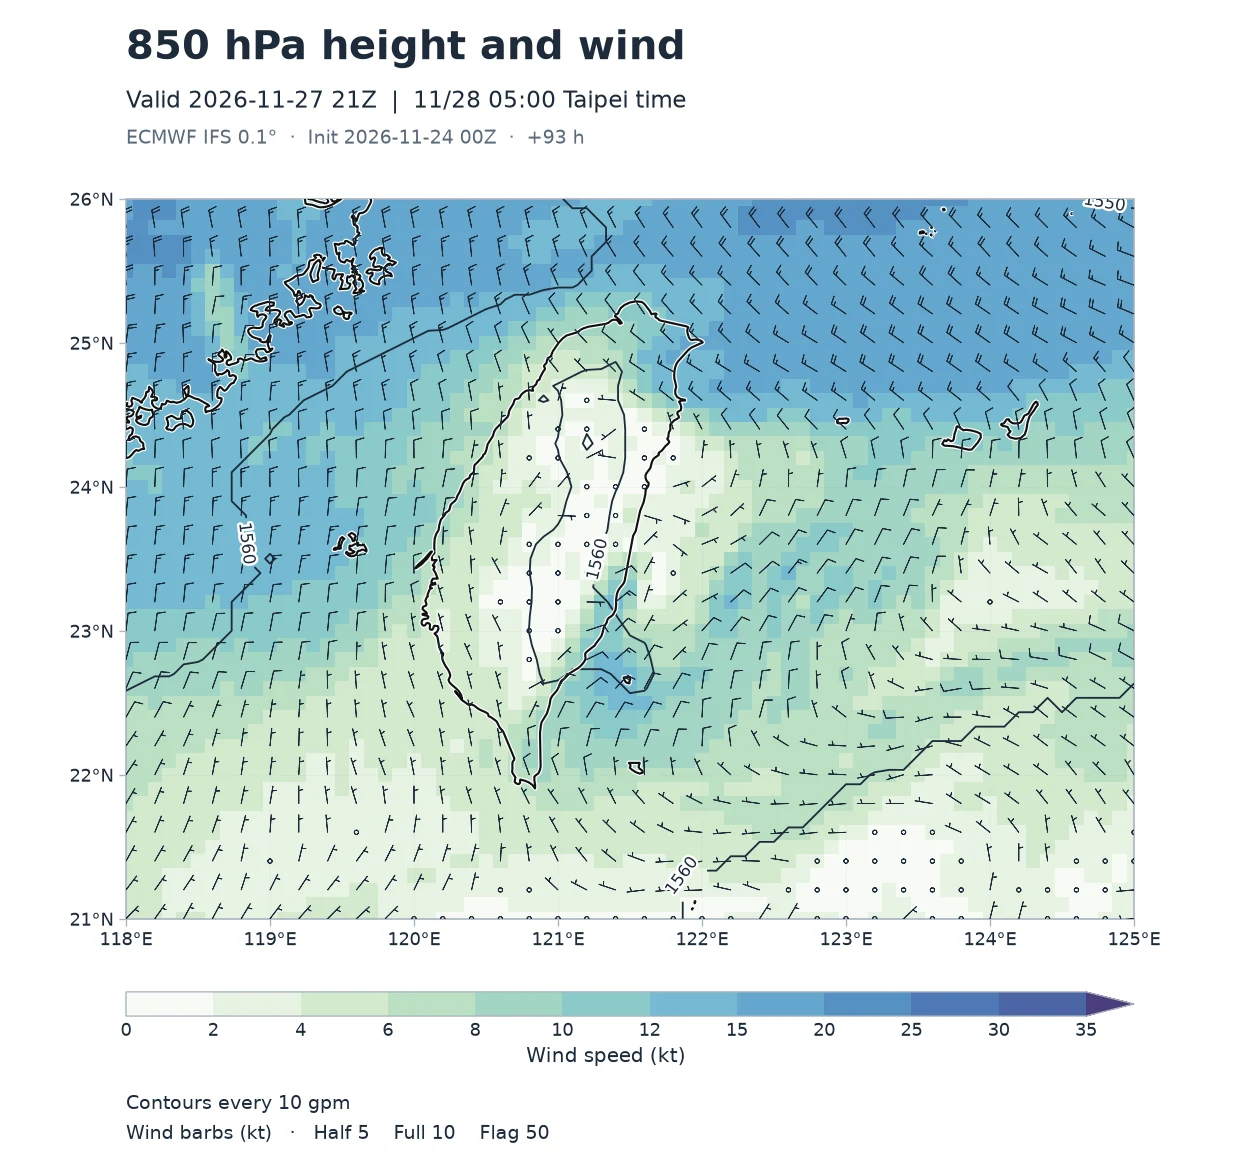 850 hPa height and wind
Valid 2026-11-27 21Z | 11/28 05:00 Taipei time
ECMWF IFS 0.1° · Init 2026-11-24 00Z · +93 h
26°N
1550
25°N
24°N
1560
1560
23°N
22°N
1560
21°N
118°E 119°E 120°E 121°E 122°E 123°E 124°E 125°E
0 2 4 6 8 10 12 15 20 25 30 35
Wind speed (kt)
Contours every 10 gpm
Wind barbs (kt) · Half 5 Full 10 Flag 50